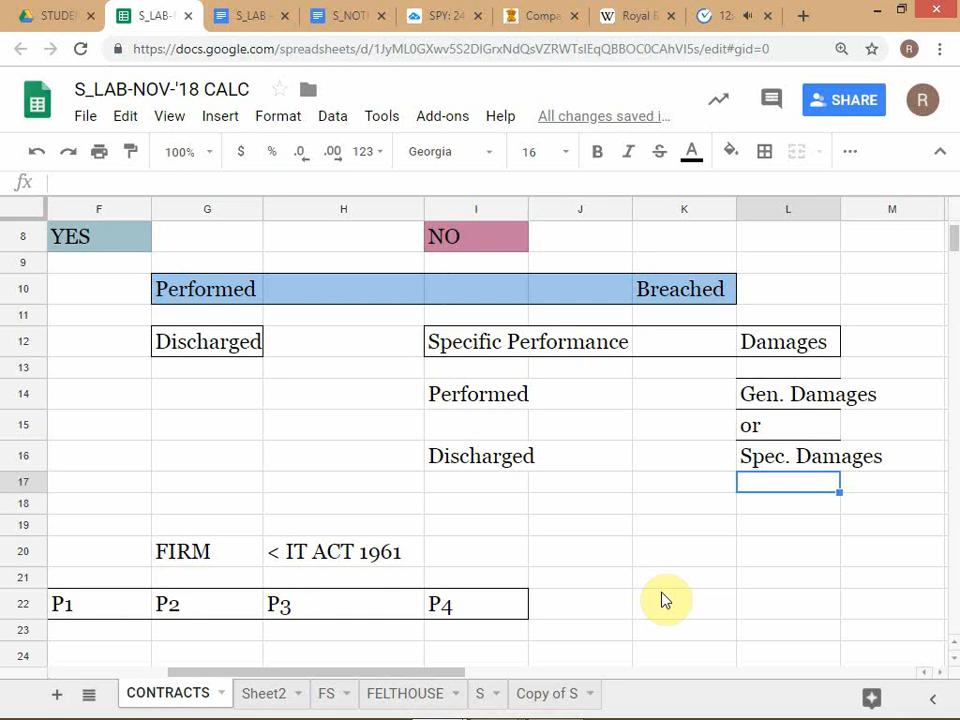 STUDEN
S_LAB-
S_LAB -
S_NOTI
SPY: 24
Compa
Royal E
12:
https://docs.google.com/spreadsheets/d/1JyML0GXwv5S2DIGrxNdQsVZRWTslEqQBBOC0CAhVI5s/edit#gid=0
R
S_LAB-NOV-'18 CALC
SHARE
R
File Edit View Insert Format Data Tools Add-ons Help All changes saved i...
100% $ % .0 .00 123 Georgia 16 B I S A
fx
F G H I J K L M
8 YES NO
9
10 Performed Breached
11
12 Discharged Specific Performance Damages
13
14 Performed Gen. Damages
15 or
16 Discharged Spec. Damages
17
18
19
20 FIRM < IT ACT 1961
21
22 P1 P2 P3 P4
23
24
CONTRACTS Sheet2 FS FELTHOUSE S Copy of S